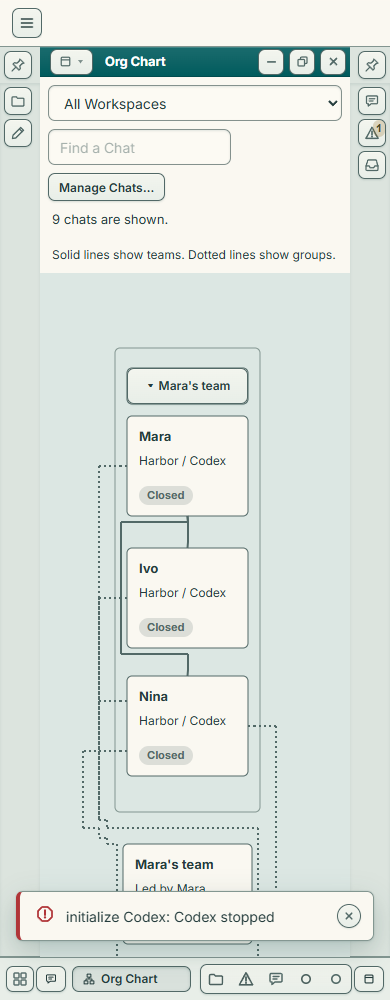 Org Chart
1
All Workspaces
Find a Chat
Manage Chats...
9 chats are shown.
Solid lines show teams. Dotted lines show groups.
Mara's team
Mara
Harbor / Codex
Closed
Ivo
Harbor / Codex
Closed
Nina
Harbor / Codex
Closed
Mara's team
Led by Mara
initialize Codex: Codex stopped
Org Chart